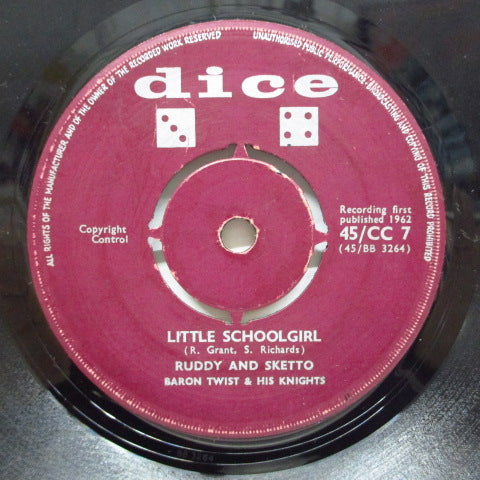 ALL RIGHTS OF THE MANUFACTURER AND OF THE OWNER OF THE RECORDED WORK RESERVED
UNAUTHORISED PUBLIC PERFORMANCE, BROADCASTING AND COPYING OF THIS RECORD PROHIBITED
dice
Copyright
Control
Recording first
published 1962
45/CC 7
(45/BB 3264)
LITTLE SCHOOLGIRL
(R. Grant, S. Richards)
RUDDY AND SKETTO
BARON TWIST & HIS KNIGHTS